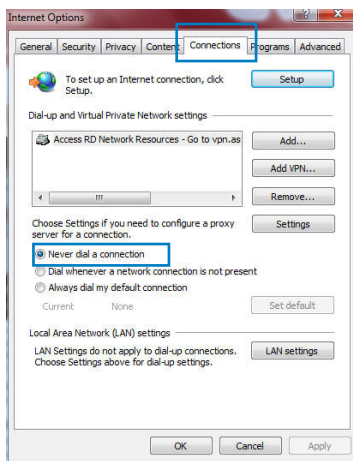 Internet Options
General Security Privacy Content Connections Programs Advanced
To set up an Internet connection, click
Setup.
Setup
Dial-up and Virtual Private Network settings
Access RD Network Resources - Go to vpn.as
Add...
Add VPN...
Remove...
Choose Settings if you need to configure a proxy
server for a connection.
Settings
Never dial a connection
Dial whenever a network connection is not present
Always dial my default connection
Current None
Set default
Local Area Network (LAN) settings
LAN Settings do not apply to dial-up connections.
Choose Settings above for dial-up settings.
LAN settings
OK Cancel Apply